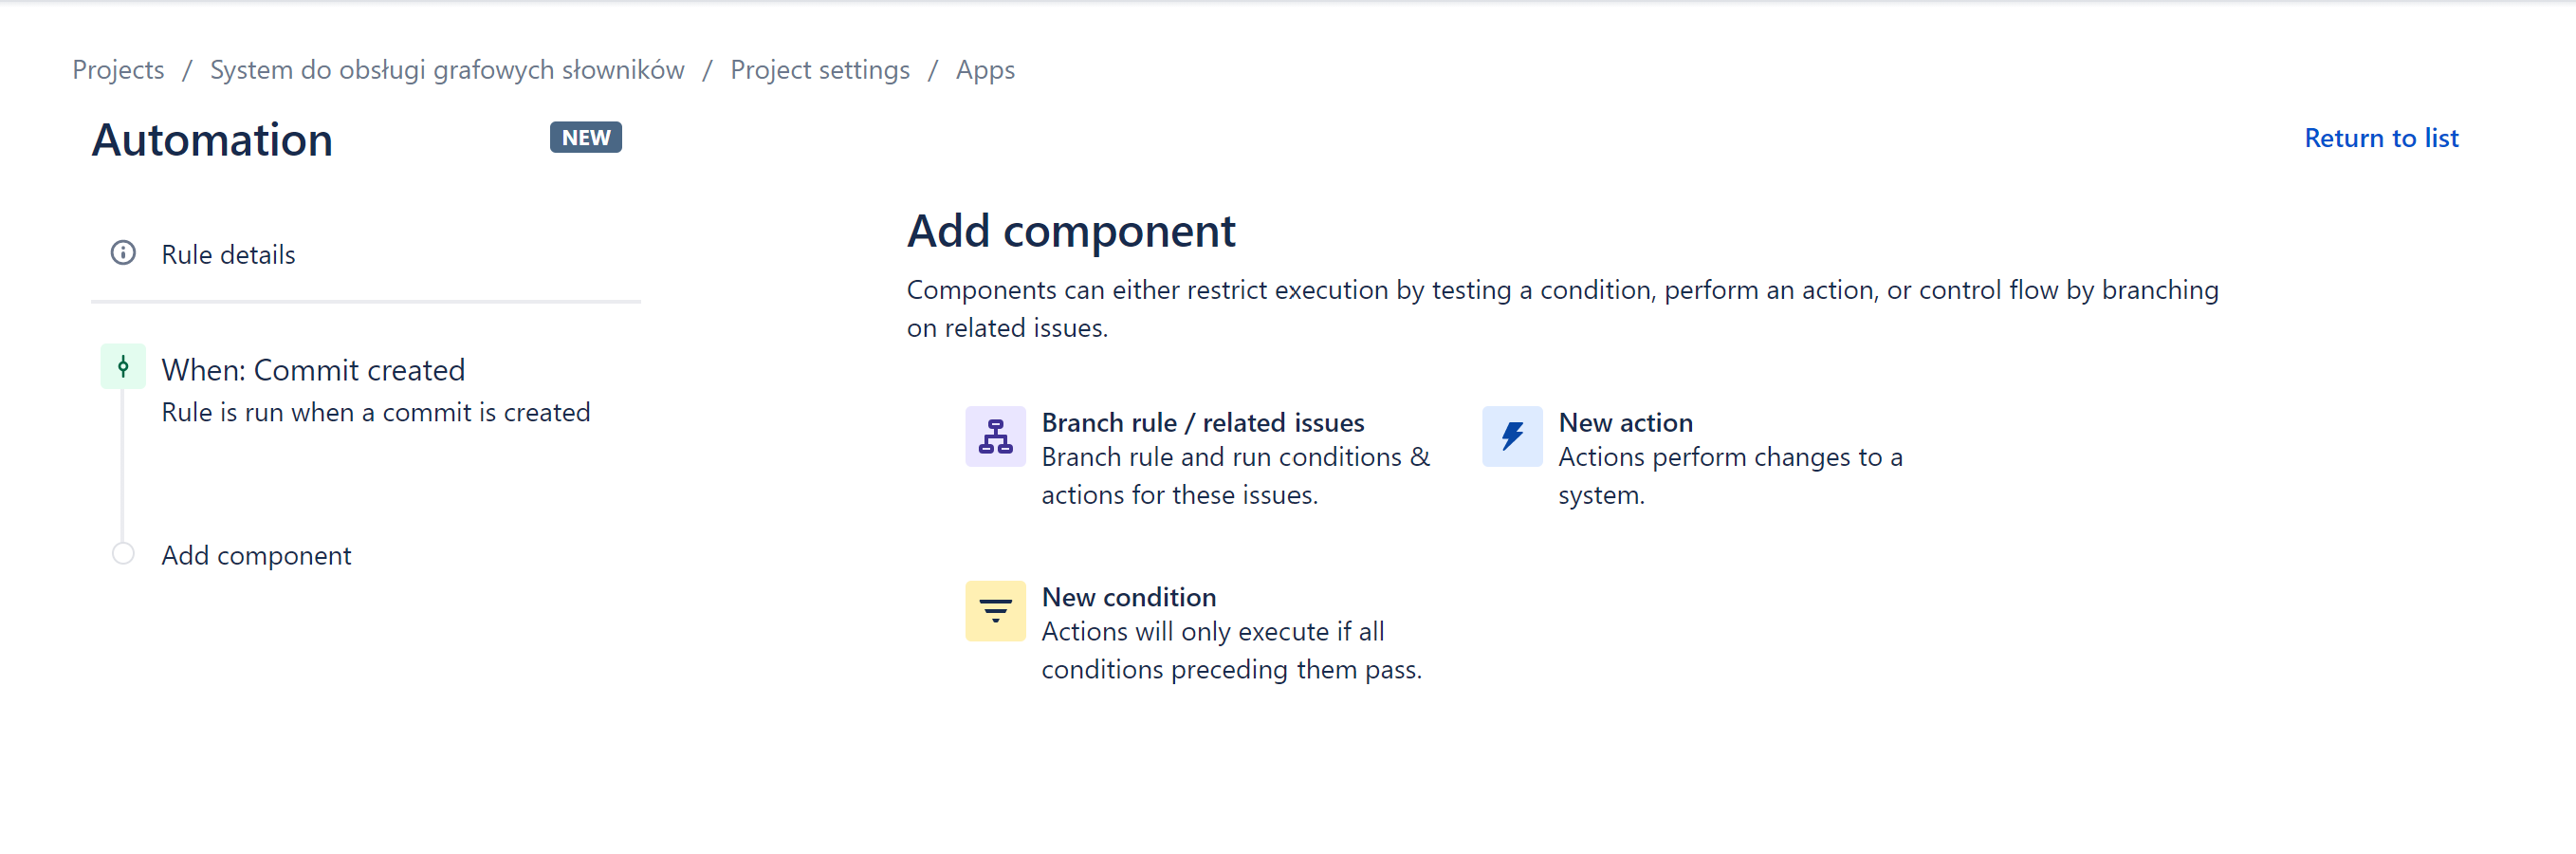 Projects / System do obsługi grafowych słowników / Project settings / Apps
Automation
NEW
Return to list
Rule details
When: Commit created
Rule is run when a commit is created
Add component
Add component
Components can either restrict execution by testing a condition, perform an action, or control flow by branching
on related issues.
Branch rule / related issues
Branch rule and run conditions &
actions for these issues.
New action
Actions perform changes to a
system.
New condition
Actions will only execute if all
conditions preceding them pass.